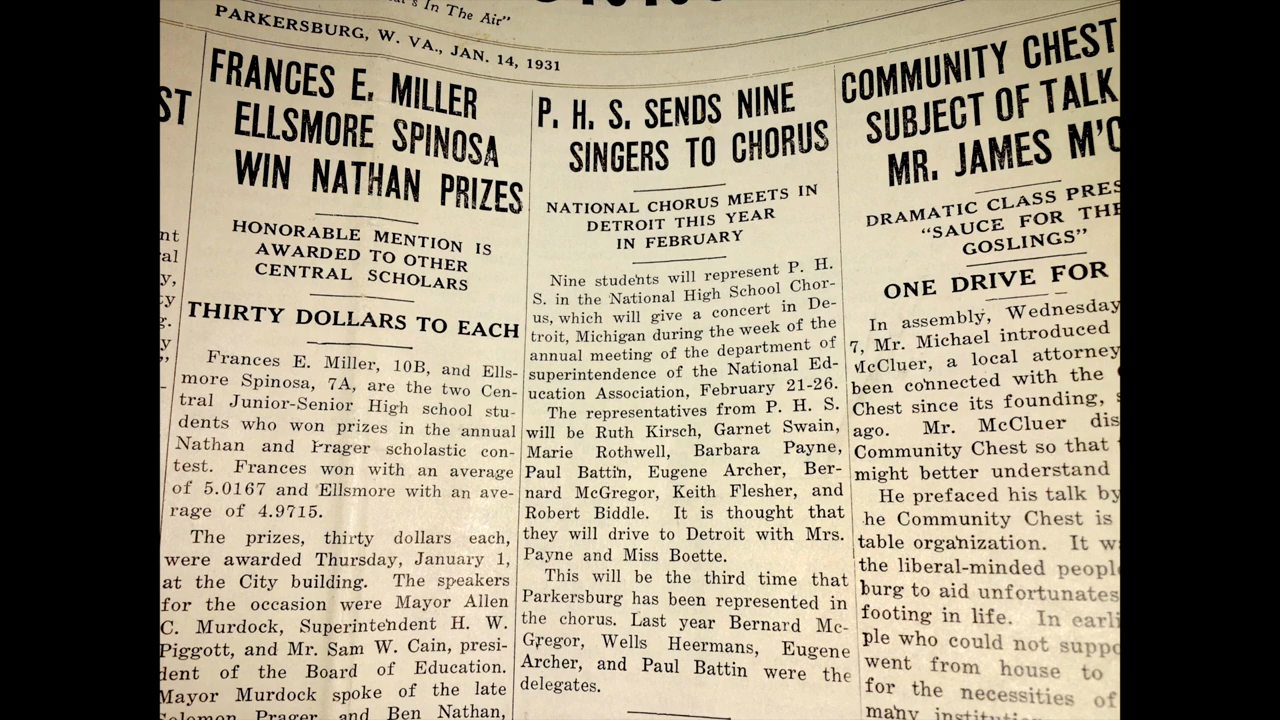 In The Air"
PARKERSBURG, W. VA., JAN. 14, 1931
ST
FRANCES E. MILLER
ELLSMORE SPINOSA
WIN NATHAN PRIZES
HONORABLE MENTION IS
AWARDED TO OTHER
CENTRAL SCHOLARS
THIRTY DOLLARS TO EACH
Frances E. Miller, 10B, and Ells-
more Spinosa, 7A, are the two Cen-
tral Junior-Senior High school stu-
dents who won prizes in the annual
Nathan and Prager scholastic con-
test. Frances won with an average
of 5.0167 and Ellsmore with an ave-
rage of 4.9715.
The prizes, thirty dollars each,
were awarded Thursday, January 1,
at the City building. The speakers
for the occasion were Mayor Allen
C. Murdock, Superintendent H. W.
Piggott, and Mr. Sam W. Cain, presi-
dent of the Board of Education.
Mayor Murdock spoke of the late
Solomon Prager and Ben Nathan,
P. H. S. SENDS NINE
SINGERS TO CHORUS
NATIONAL CHORUS MEETS IN
DETROIT THIS YEAR
IN FEBRUARY
Nine students will represent P. H.
S. in the National High School Chor-
us, which will give a concert in De-
troit, Michigan during the week of the
annual meeting of the department of
superintendence of the National Ed-
ucation Association, February 21-26.
The representatives from P. H. S.
will be Ruth Kirsch, Garnet Swain,
Marie Rothwell, Barbara Payne,
Paul Battin, Eugene Archer, Ber-
nard McGregor, Keith Flesher, and
Robert Biddle. It is thought that
they will drive to Detroit with Mrs.
Payne and Miss Boette.
This will be the third time that
Parkersburg has been represented in
the chorus. Last year Bernard Mc-
Gregor, Wells Heermans, Eugene
Archer, and Paul Battin were the
delegates.
COMMUNITY CHEST
SUBJECT OF TALK
MR. JAMES M'C
DRAMATIC CLASS PRES
"SAUCE FOR THE
GOSLINGS"
ONE DRIVE FOR
In assembly, Wednesday
7, Mr. Michael introduced
McCluer, a local attorney
been connected with the
Chest since its founding,
ago. Mr. McCluer dis
Community Chest so that
might better understand
He prefaced his talk by
he Community Chest is
table organization. It w
the liberal-minded people
burg to aid unfortunates
footing in life. In earli
ple who could not suppo
went from house to
for the necessities of
many institu